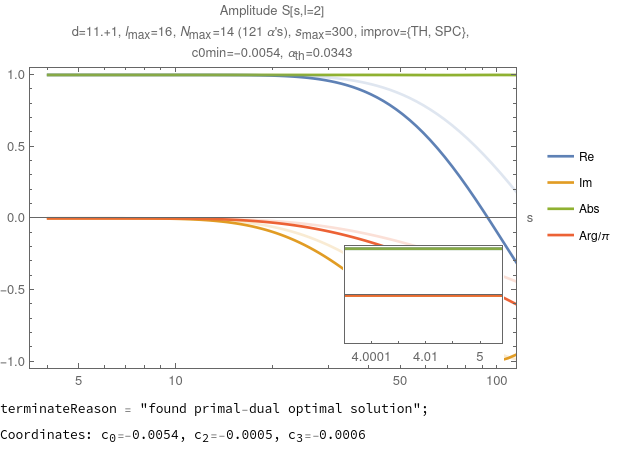 Amplitude S[s,l=2]
d=11.+1, lmax=16, Nmax=14 (121 α's), smax=300, improv={TH, SPC},
c0min=-0.0054, αth=0.0343
1.0
0.5
0.0
-0.5
-1.0
5
10
50
100
s
4.0001
4.01
5
Re
Im
Abs
Arg/π
terminateReason = "found primal-dual optimal solution";
Coordinates: c0=-0.0054, c2=-0.0005, c3=-0.0006